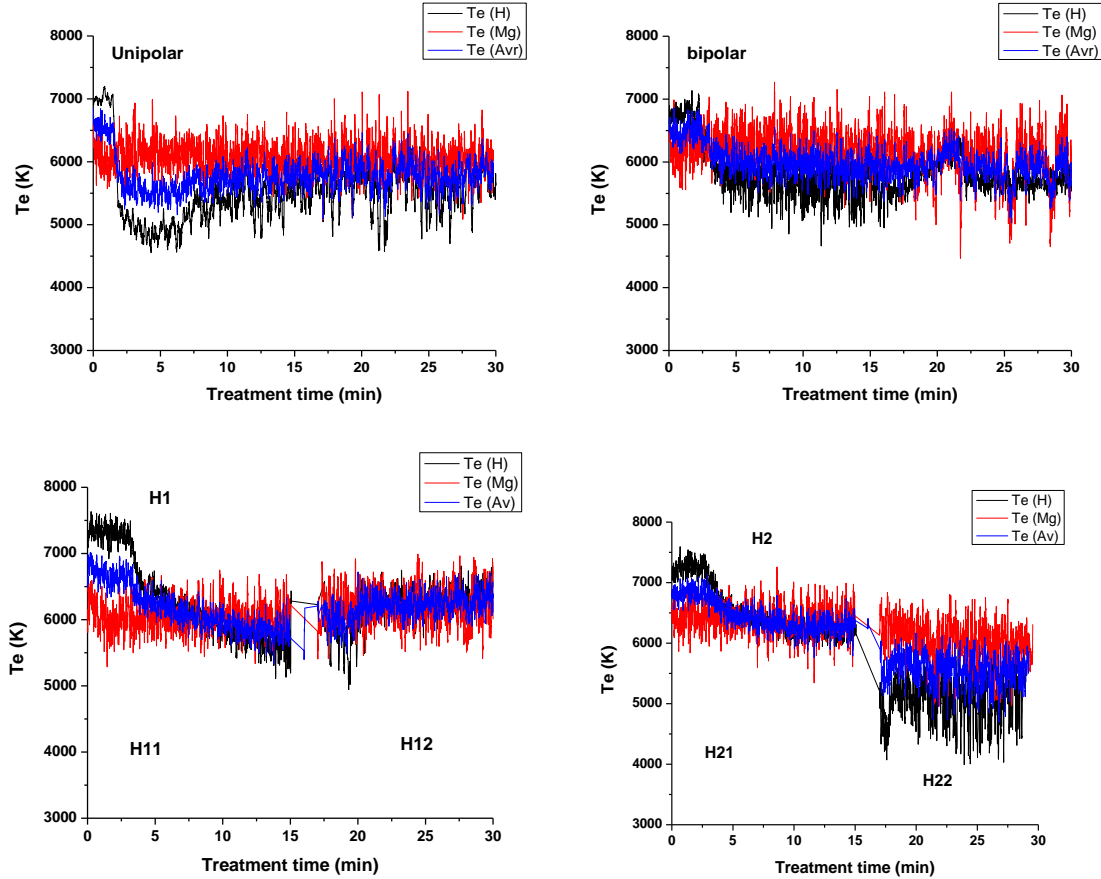 Unipolar
Te (H)
Te (Mg)
Te (Avr)
Te (K)
8000
7000
6000
5000
4000
3000
0 5 10 15 20 25 30
Treatment time (min)
bipolar
Te (H)
Te (Mg)
Te (Avr)
Te (K)
8000
7000
6000
5000
4000
3000
0 5 10 15 20 25 30
Treatment time (min)
H1
Te (H)
Te (Mg)
Te (Av)
Te (K)
8000
7000
6000
5000
4000
3000
H11
H12
0 5 10 15 20 25 30
Treatment time (min)
H2
Te (H)
Te (Mg)
Te (Av)
Te (K)
8000
7000
6000
5000
4000
3000
H21
H22
0 5 10 15 20 25 30
Treatment time (min)